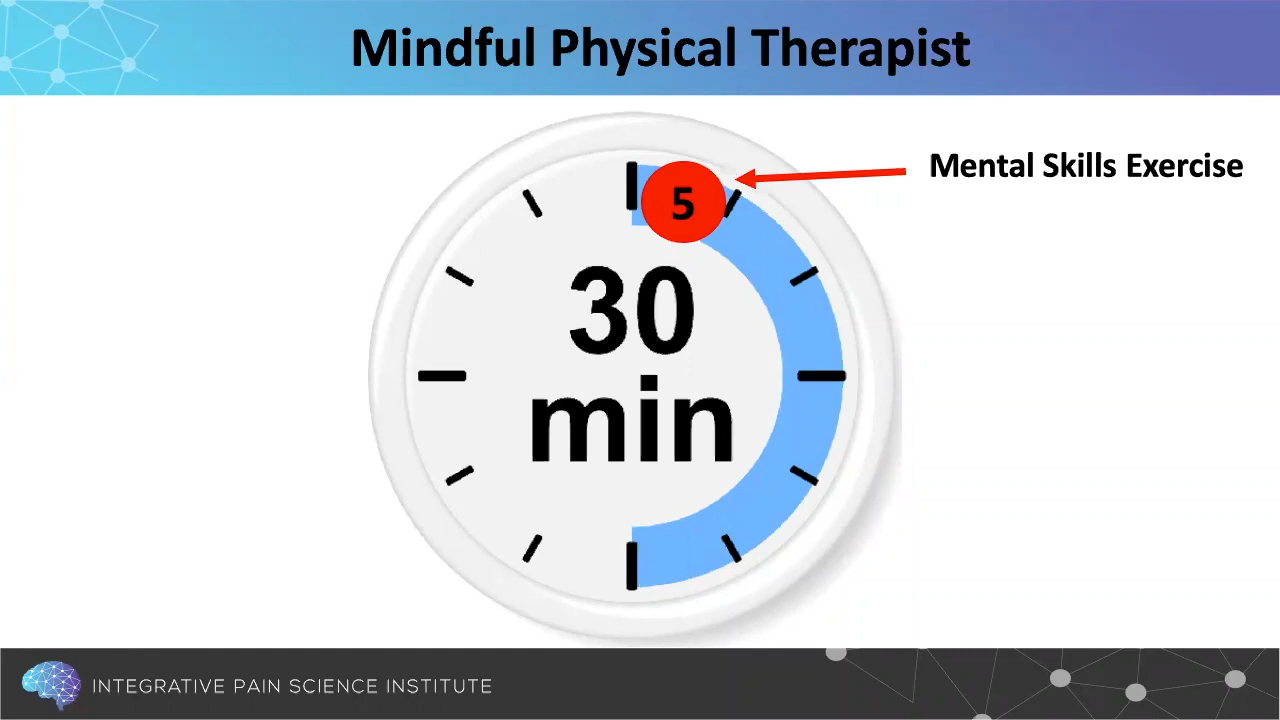 Mindful Physical Therapist
Mental Skills Exercise
5
30
min
INTEGRATIVE PAIN SCIENCE INSTITUTE